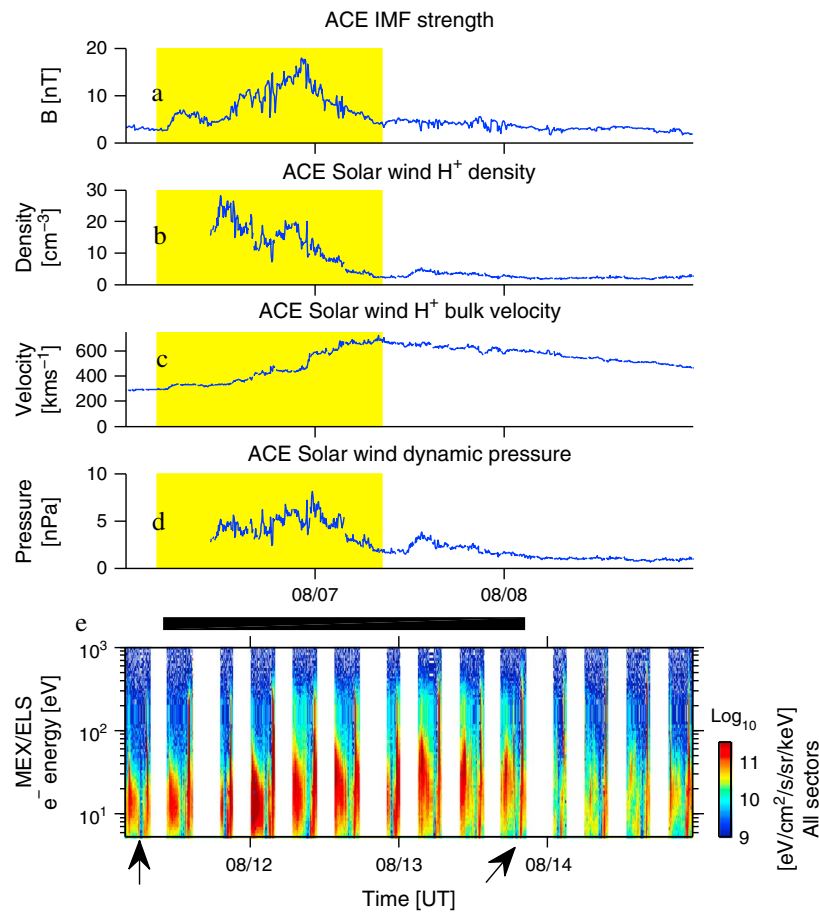 ACE IMF strength
20
10
0
B [nT]
a
ACE Solar wind H⁺ density
30
20
10
0
Density
[cm⁻³]
b
ACE Solar wind H⁺ bulk velocity
600
400
200
0
Velocity
[kms⁻¹]
c
ACE Solar wind dynamic pressure
10
5
0
Pressure
[nPa]
d
08/07 08/08
e
10³
10²
10¹
MEX/ELS
e⁻ energy [eV]
08/12 08/13 08/14
Time [UT]
Log₁₀
11
10
9
[eV/cm²/s/sr/keV]
All sectors